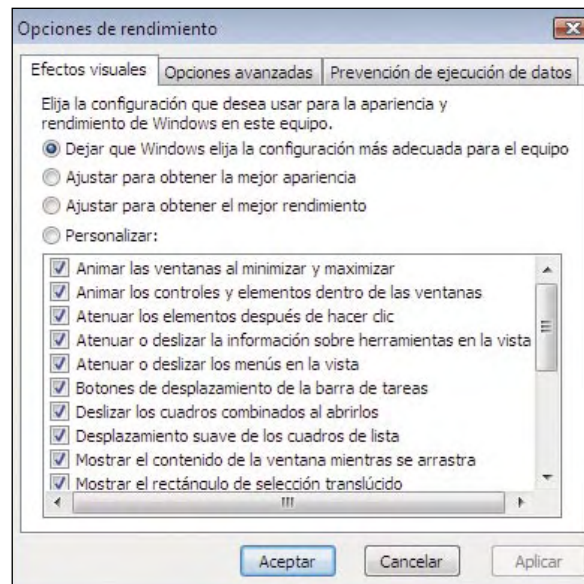 Opciones de rendimiento
Efectos visuales
Opciones avanzadas
Prevención de ejecución de datos
Elija la configuración que desea usar para la apariencia y
rendimiento de Windows en este equipo.
Dejar que Windows elija la configuración más adecuada para el equipo
Ajustar para obtener la mejor apariencia
Ajustar para obtener el mejor rendimiento
Personalizar:
Animar las ventanas al minimizar y maximizar
Animar los controles y elementos dentro de las ventanas
Atenuar los elementos después de hacer clic
Atenuar o deslizar la información sobre herramientas en la vista
Atenuar o deslizar los menús en la vista
Botones de desplazamiento de la barra de tareas
Deslizar los cuadros combinados al abrirlos
Desplazamiento suave de los cuadros de lista
Mostrar el contenido de la ventana mientras se arrastra
Mostrar el rectángulo de selección translúcido
Aceptar
Cancelar
Aplicar